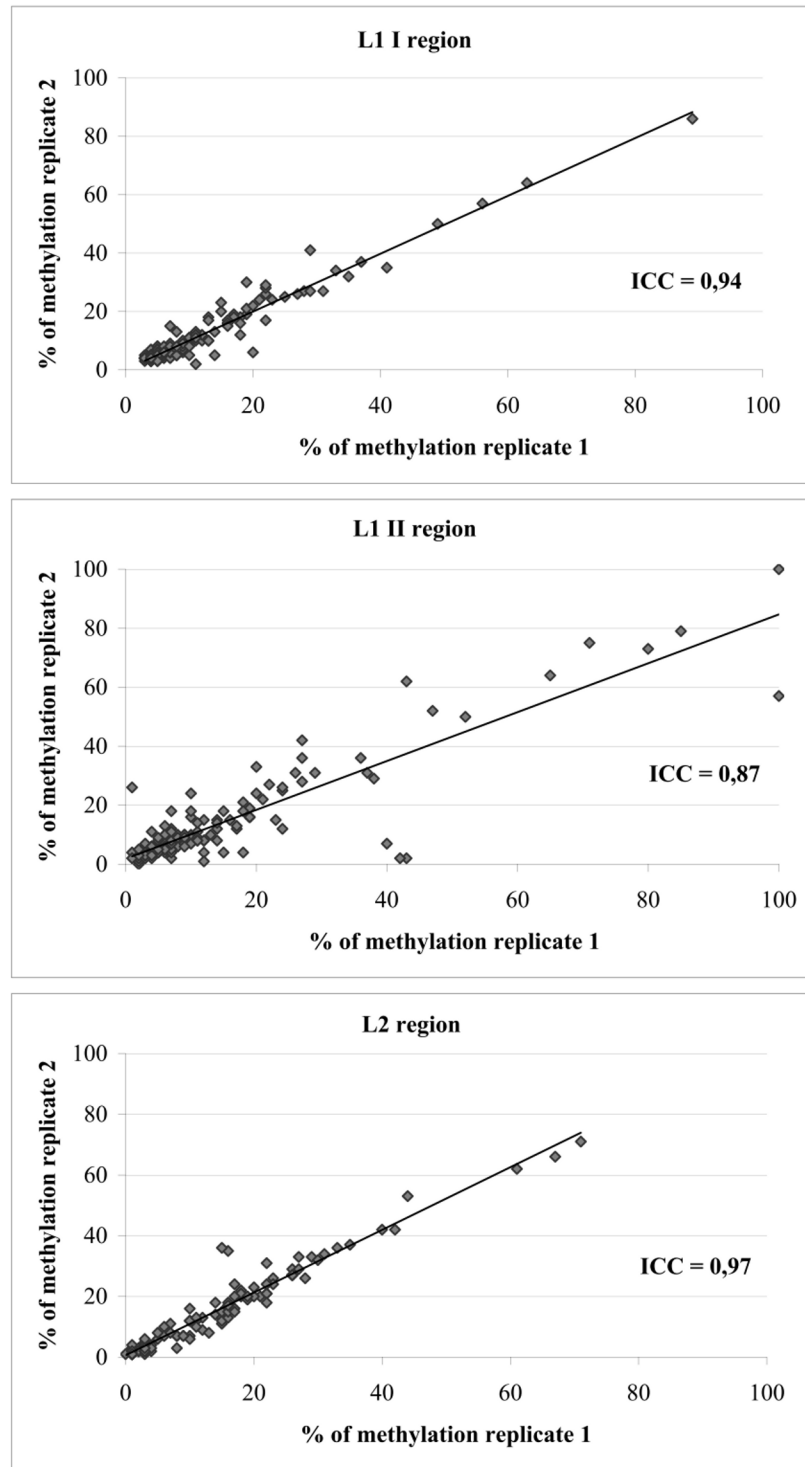 L1 I region
% of methylation replicate 2
100
80
60
40
20
0
ICC = 0,94
0 20 40 60 80 100
% of methylation replicate 1
L1 II region
% of methylation replicate 2
100
80
60
40
20
0
ICC = 0,87
0 20 40 60 80 100
% of methylation replicate 1
L2 region
% of methylation replicate 2
100
80
60
40
20
0
ICC = 0,97
0 20 40 60 80 100
% of methylation replicate 1